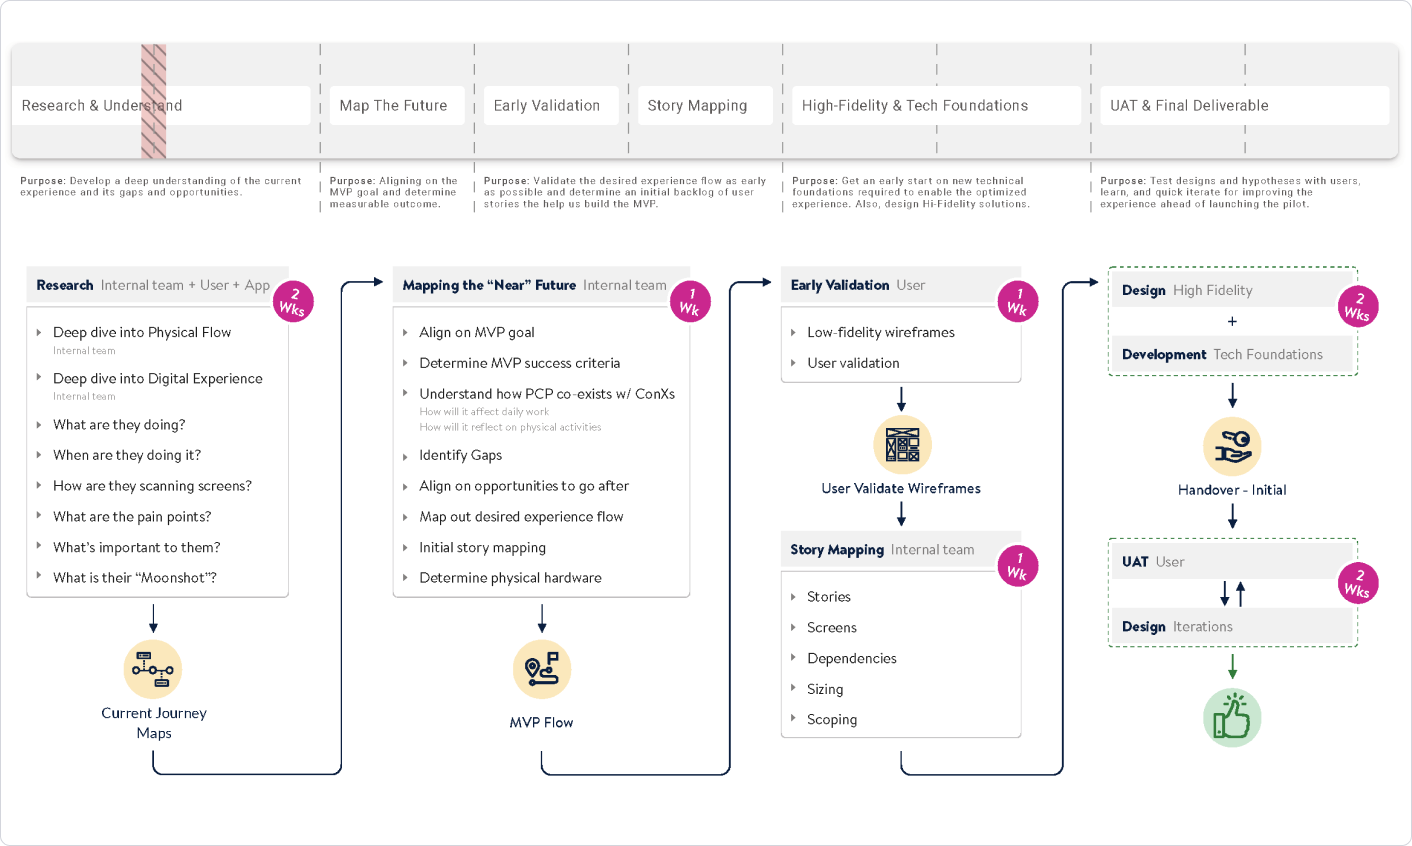 Research & Understand
Map The Future
Early Validation
Story Mapping
High-Fidelity & Tech Foundations
UAT & Final Deliverable
Purpose: Develop a deep understanding of the current
experience and its gaps and opportunities.
Purpose: Aligning on the
MVP goal and determine
measurable outcome.
Purpose: Validate the desired experience flow as early
as possible and determine an initial backlog of user
stories the help us build the MVP.
Purpose: Get an early start on new technical
foundations required to enable the optimized
experience. Also, design Hi-Fidelity solutions.
Purpose: Test designs and hypotheses with users,
learn, and quick iterate for improving the
experience ahead of launching the pilot.
Research Internal team + User + App
2
Wks
Deep dive into Physical Flow
Internal team
Deep dive into Digital Experience
Internal team
What are they doing?
When are they doing it?
How are they scanning screens?
What are the pain points?
What's important to them?
What is their “Moonshot”?
Current Journey
Maps
Mapping the “Near” Future Internal team
1
Wk
Align on MVP goal
Determine MVP success criteria
Understand how PCP co-exists w/ ConXs
How will it affect daily work
How will it reflect on physical activities
Identify Gaps
Align on opportunities to go after
Map out desired experience flow
Initial story mapping
Determine physical hardware
MVP Flow
Early Validation User
1
Wk
Low-fidelity wireframes
User validation
User Validate Wireframes
Story Mapping Internal team
1
Wk
Stories
Screens
Dependencies
Sizing
Scoping
Design High Fidelity
2
Wks
+
Development Tech Foundations
Handover - Initial
UAT User
2
Wks
Design Iterations